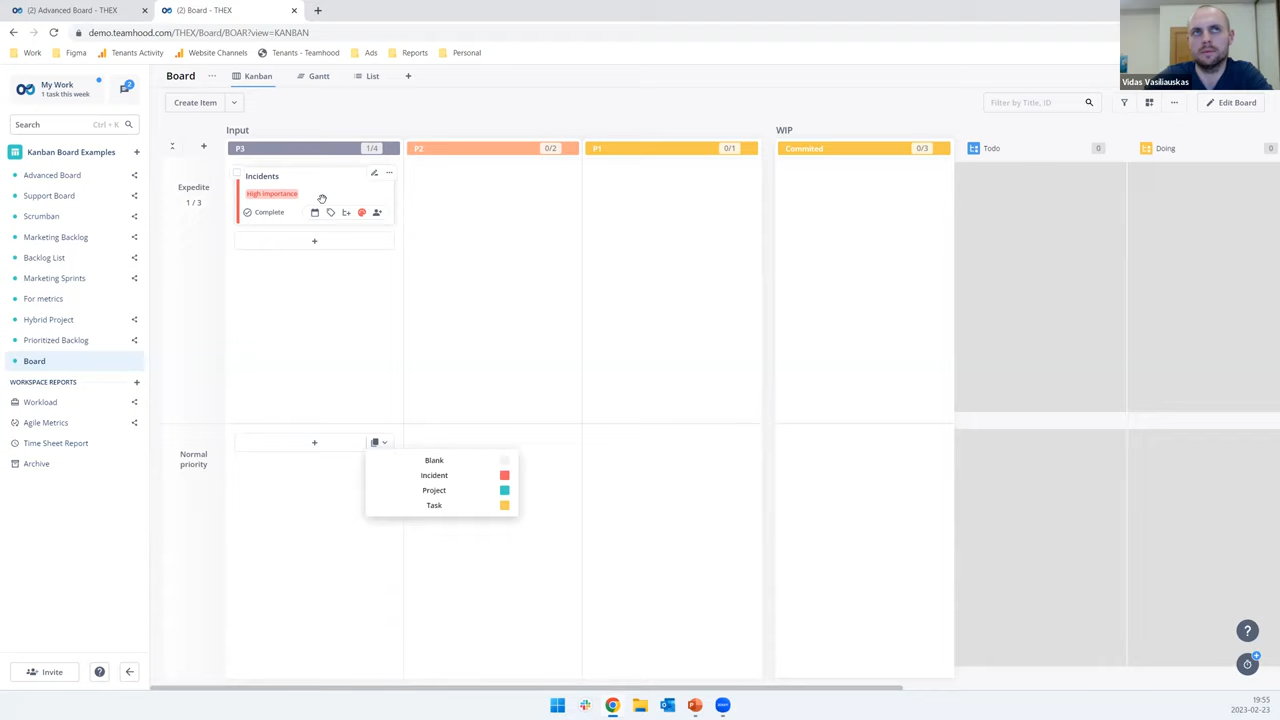 (2) Advanced Board - THEX
(2) Board - THEX
demo.teamhood.com/THEX/Board/BOAR?view=KANBAN
Work
Figma
Tenants Activity
Website Channels
Tenants - Teamhood
Ads
Reports
Personal
Vidas Vasiliauskas
My Work
1 task this week
2
Search
Ctrl + K
Kanban Board Examples
Advanced Board
Support Board
Scrumban
Marketing Backlog
Backlog List
Marketing Sprints
For metrics
Hybrid Project
Prioritized Backlog
Board
WORKSPACE REPORTS
Workload
Agile Metrics
Time Sheet Report
Archive
Invite
Board
Kanban
Gantt
List
Create Item
Filter by Title, ID
Edit Board
Input
WIP
P3
1/4
P2
0/2
P1
0/1
Commited
0/3
Todo
0
Doing
0
Expedite
1 / 3
Incidents
High importance
Complete
Normal
priority
Blank
Incident
Project
Task
19:55
2023-02-23